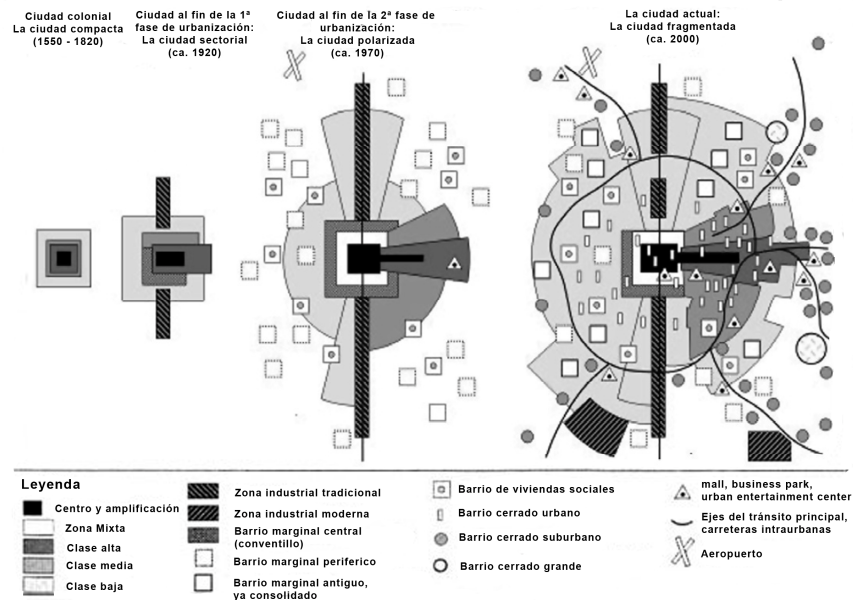 Ciudad colonial
La ciudad compacta
(1550 - 1820)
Ciudad al fin de la 1ª
fase de urbanización:
La ciudad sectorial
(ca. 1920)
Ciudad al fin de la 2ª fase de
urbanización:
La ciudad polarizada
(ca. 1970)
La ciudad actual:
La ciudad fragmentada
(ca. 2000)
Leyenda
Centro y amplificación
Zona Mixta
Clase alta
Clase media
Clase baja
Zona industrial tradicional
Zona industrial moderna
Barrio marginal central
(conventillo)
Barrio marginal periferico
Barrio marginal antiguo,
ya consolidado
Barrio de viviendas sociales
Barrio cerrado urbano
Barrio cerrado suburbano
Barrio cerrado grande
mall, business park,
urban entertainment center
Ejes del tránsito principal,
carreteras intraurbanas
Aeropuerto